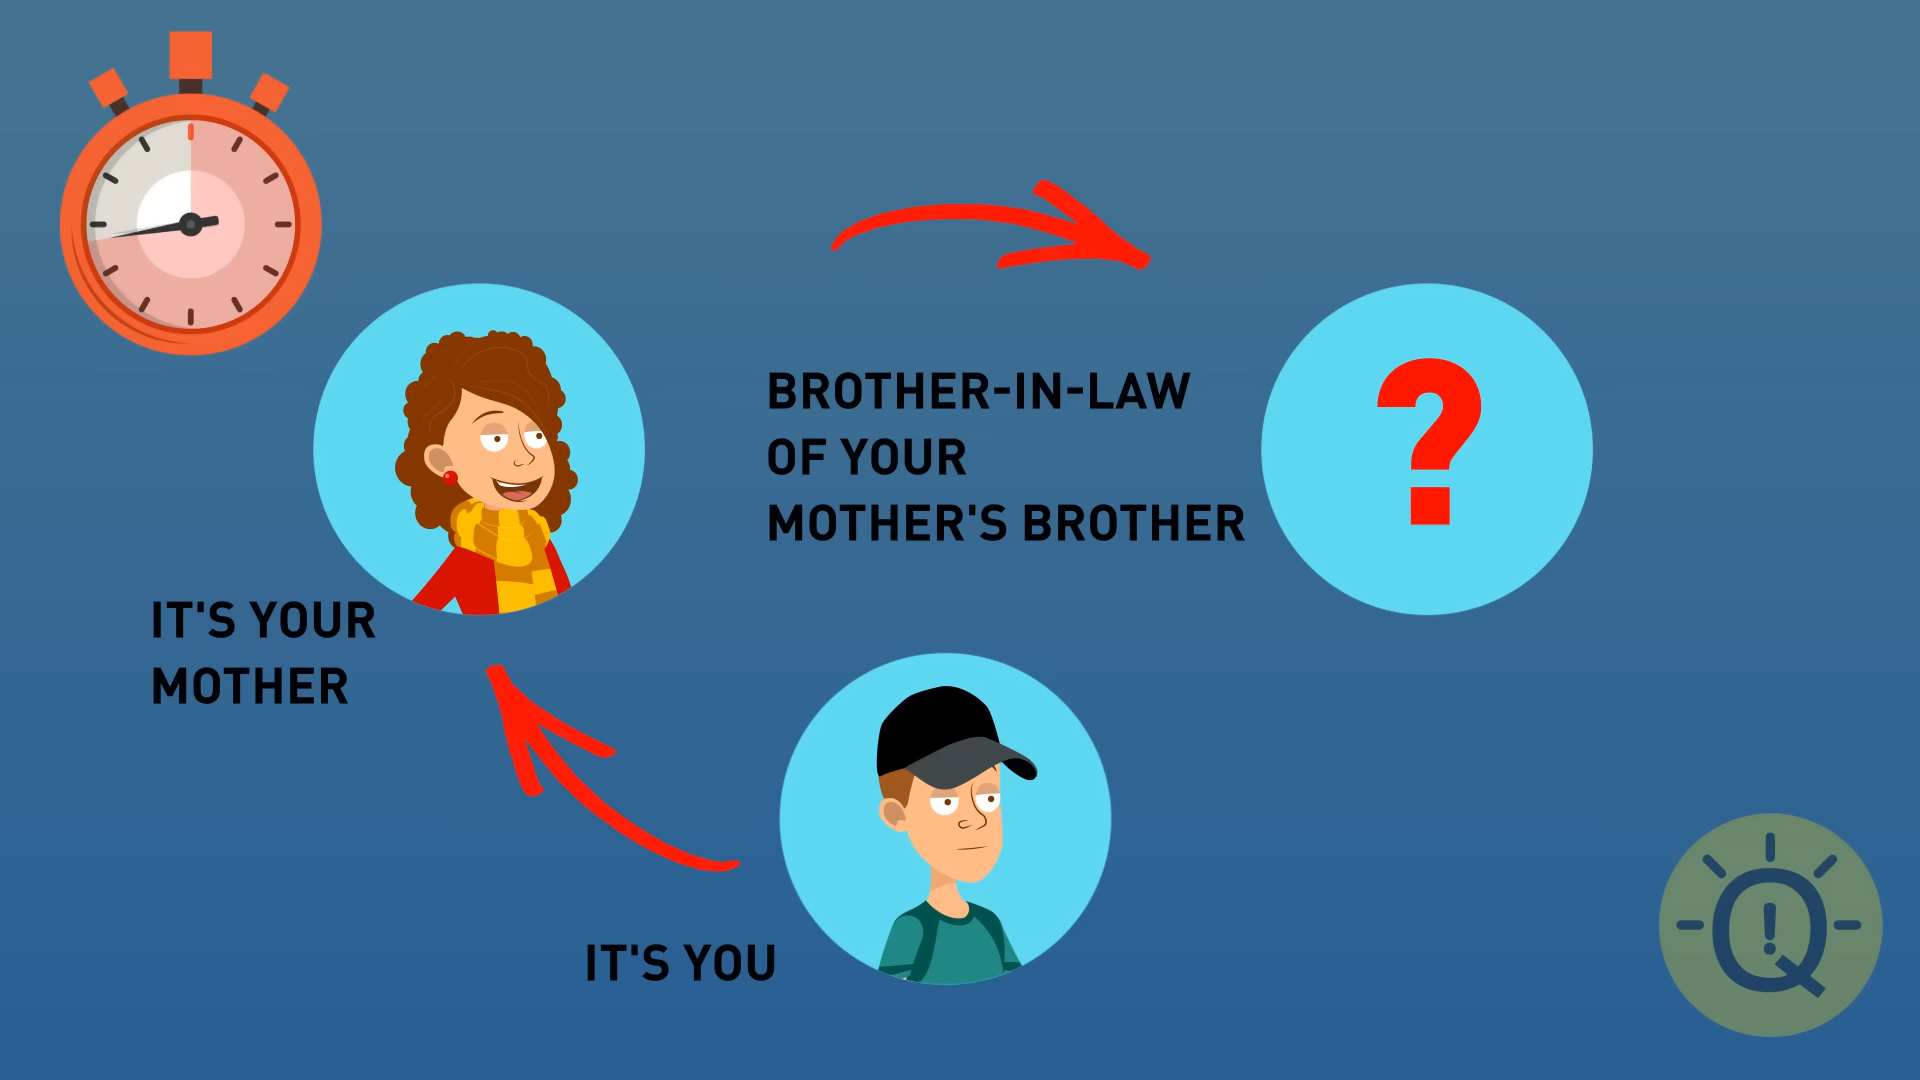 BROTHER-IN-LAW
OF YOUR
MOTHER'S BROTHER
?
IT'S YOUR
MOTHER
IT'S YOU
Q!